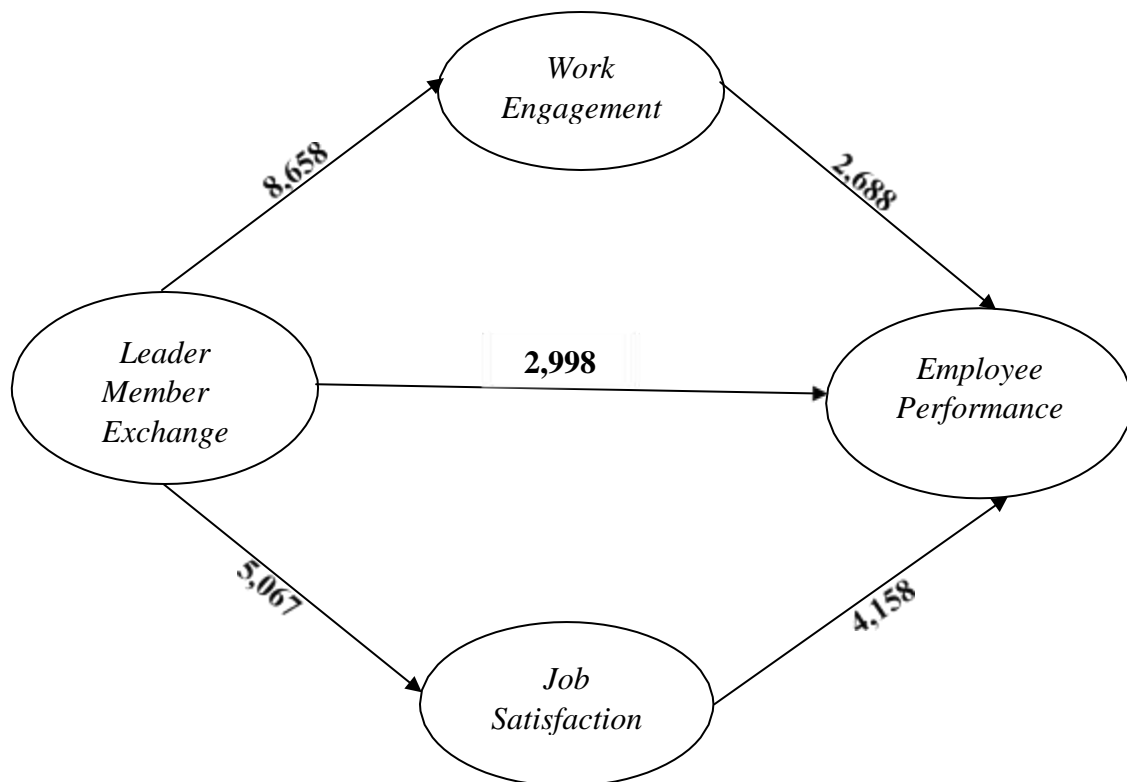 Work
Engagement
8,658
2,688
Leader
Member
Exchange
2,998
Employee
Performance
5,067
4,158
Job
Satisfaction